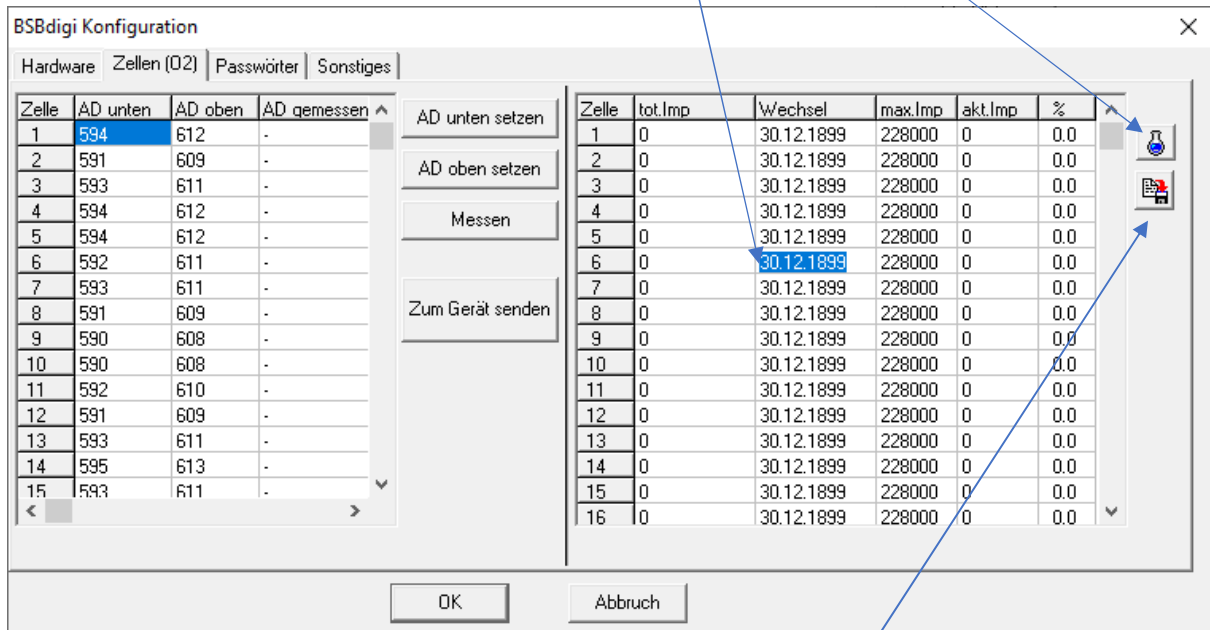 BSBdigi Konfiguration
Hardware Zellen (O2) Passwörter Sonstiges
Zelle AD unten AD oben AD gemessen
1 594 612 -
2 591 609 -
3 593 611 -
4 594 612 -
5 594 612 -
6 592 611 -
7 593 611 -
8 591 609 -
9 590 608 -
10 590 608 -
11 592 610 -
12 591 609 -
13 593 611 -
14 595 613 -
15 593 611 -
AD unten setzen
AD oben setzen
Messen
Zum Gerät senden
Zelle tot.Imp Wechsel max.Imp akt.Imp %
1 0 30.12.1899 228000 0 0.0
2 0 30.12.1899 228000 0 0.0
3 0 30.12.1899 228000 0 0.0
4 0 30.12.1899 228000 0 0.0
5 0 30.12.1899 228000 0 0.0
6 0 30.12.1899 228000 0 0.0
7 0 30.12.1899 228000 0 0.0
8 0 30.12.1899 228000 0 0.0
9 0 30.12.1899 228000 0 0.0
10 0 30.12.1899 228000 0 0.0
11 0 30.12.1899 228000 0 0.0
12 0 30.12.1899 228000 0 0.0
13 0 30.12.1899 228000 0 0.0
14 0 30.12.1899 228000 0 0.0
15 0 30.12.1899 228000 0 0.0
16 0 30.12.1899 228000 0 0.0
OK Abbruch